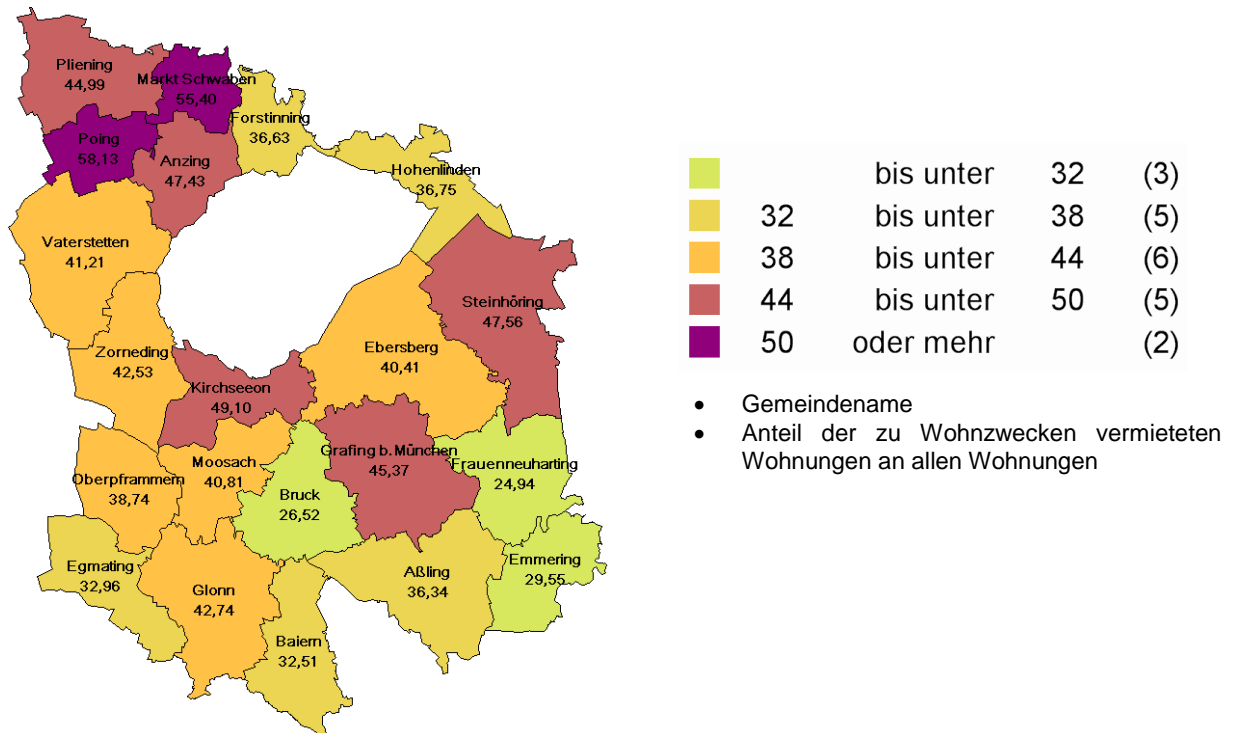 Pliening
44,99
Markt Schwaben
55,40
Forstinning
36,63
Poing
58,13
Anzing
47,43
Hohenlinden
36,75
Vaterstetten
41,21
Steinhöring
47,56
Zorneding
42,53
Ebersberg
40,41
Kirchseeon
49,10
Moosach
40,81
Grafing b. München
45,37
Frauenneuharting
24,94
Oberpframmern
38,74
Bruck
26,52
Egmating
32,96
Glonn
42,74
Aßling
36,34
Emmering
29,55
Baiern
32,51
bis unter 32 (3)
32 bis unter 38 (5)
38 bis unter 44 (6)
44 bis unter 50 (5)
50 oder mehr (2)
• Gemeindename
• Anteil der zu Wohnzwecken vermieteten
Wohnungen an allen Wohnungen